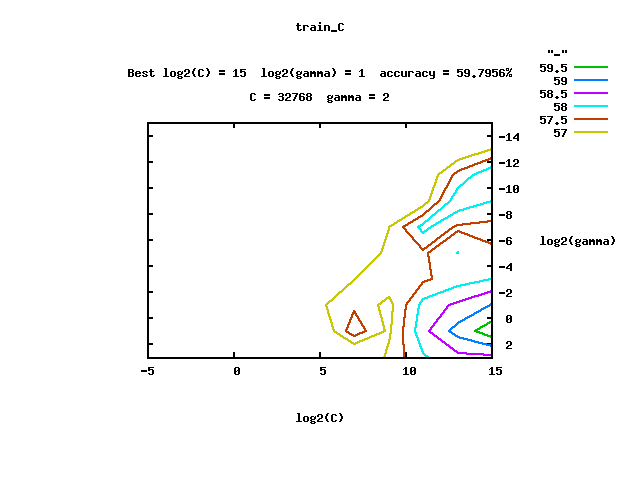 train_C
Best log2(C) = 15 log2(gamma) = 1 accuracy = 59.7956%
C = 32768 gamma = 2
"-"
59.5
59
58.5
58
57.5
57
-14
-12
-10
-8
-6
-4
-2
0
2
log2(gamma)
-5 0 5 10 15
log2(C)